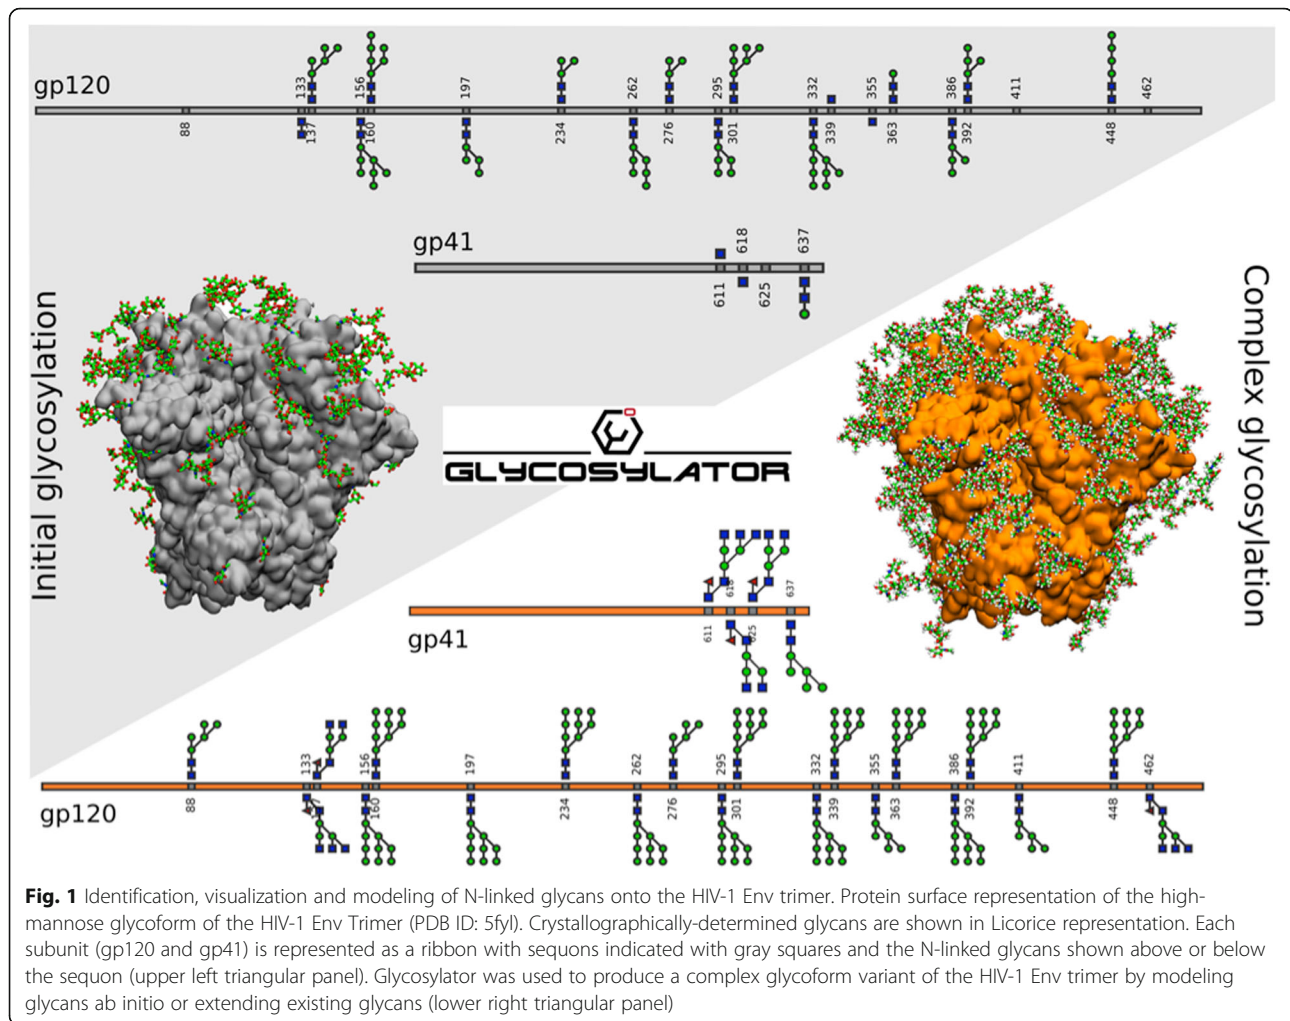 133 156 197 262 295 332 355 386 411 462
gp120
88 137 160 234 276 301 339 363 392 448
gp41
618 637
611 625
Initial glycosylation
Complex glycosylation
GLYCOSYLATOR
618 637
611 625
gp41
133 156 197 262 295 332 355 386 411 462
88 160 234 276 301 339 363 392 448
gp120
Fig. 1 Identification, visualization and modeling of N-linked glycans onto the HIV-1 Env trimer. Protein surface representation of the high-
mannose glycoform of the HIV-1 Env Trimer (PDB ID: 5fyl). Crystallographically-determined glycans are shown in Licorice representation. Each
subunit (gp120 and gp41) is represented as a ribbon with sequons indicated with gray squares and the N-linked glycans shown above or below
the sequon (upper left triangular panel). Glycosylator was used to produce a complex glycoform variant of the HIV-1 Env trimer by modeling
glycans ab initio or extending existing glycans (lower right triangular panel)